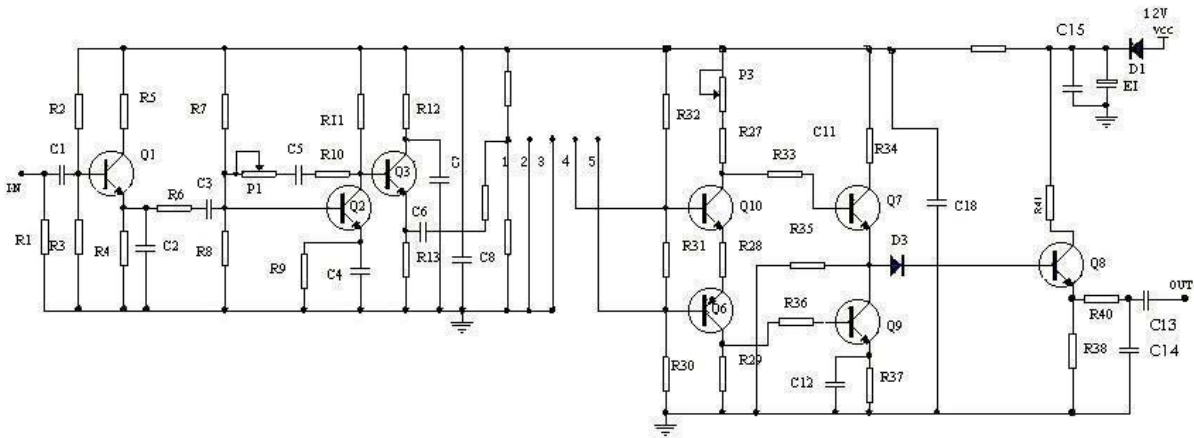 12V
C15
VCC
D1
EI
P3
R2
R5
R7
R11
R12
R32
R27
C11
R34
C1
Q1
C5
R10
R33
IN
P1
Q3
1
2
3
4
5
R6
C3
Q2
Q10
Q7
C18
R41
C6
R35
D3
R1
R3
R4
C2
R8
R9
C4
R13
C8
R31
R28
Q8
Q6
R36
Q9
OUT
R40
C13
R30
R29
C12
R37
R38
C14